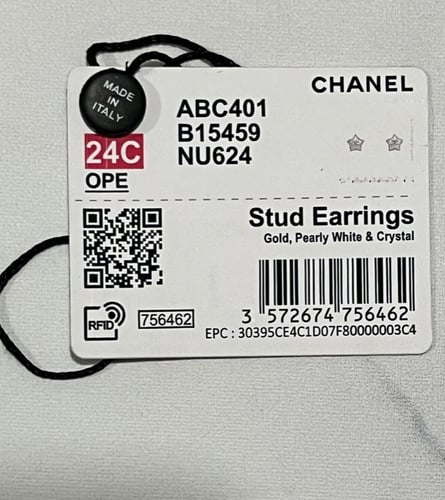 MADE
IN
ITALY
CHANEL
ABC401
B15459
NU624
24C
OPE
Stud Earrings
Gold, Pearly White & Crystal
3 572674 756462
RFID
756462
EPC : 30395CE4C1D07F80000003C4